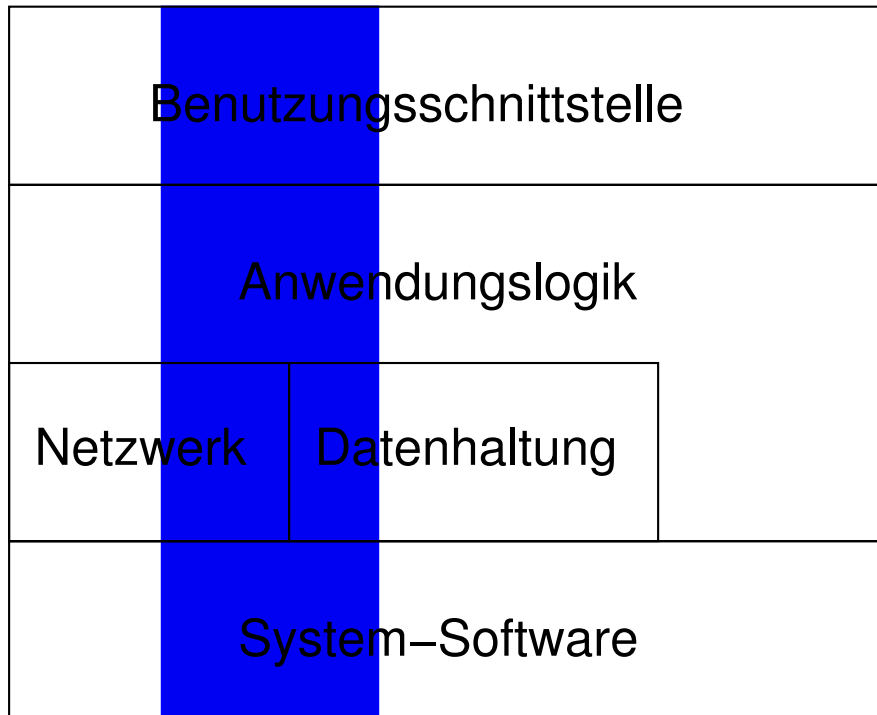 Benutzungsschnittstelle
Anwendungslogik
Netzwerk Datenhaltung
System−Software